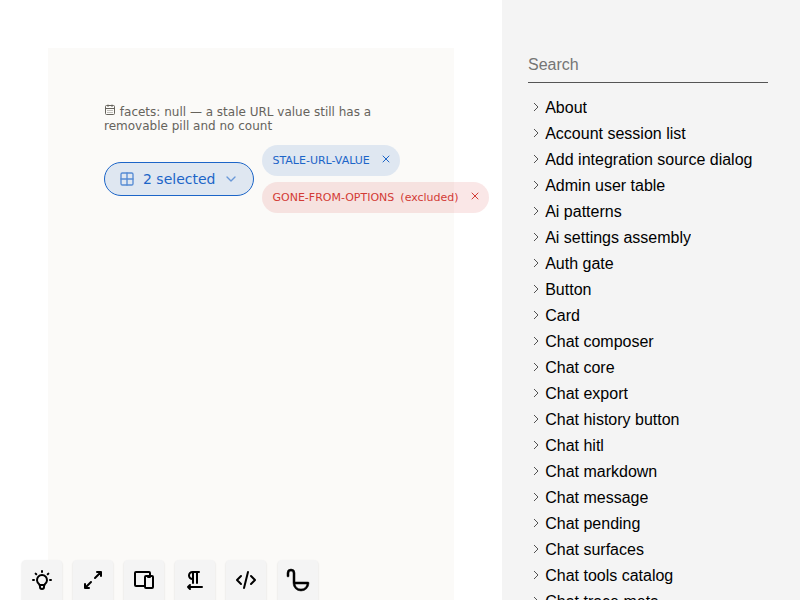 facets: null — a stale URL value still has a
removable pill and no count
2 selected
STALE-URL-VALUE
GONE-FROM-OPTIONS (excluded)
Search
About
Account session list
Add integration source dialog
Admin user table
Ai patterns
Ai settings assembly
Auth gate
Button
Card
Chat composer
Chat core
Chat export
Chat history button
Chat hitl
Chat markdown
Chat message
Chat pending
Chat surfaces
Chat tools catalog
Chat trace meta